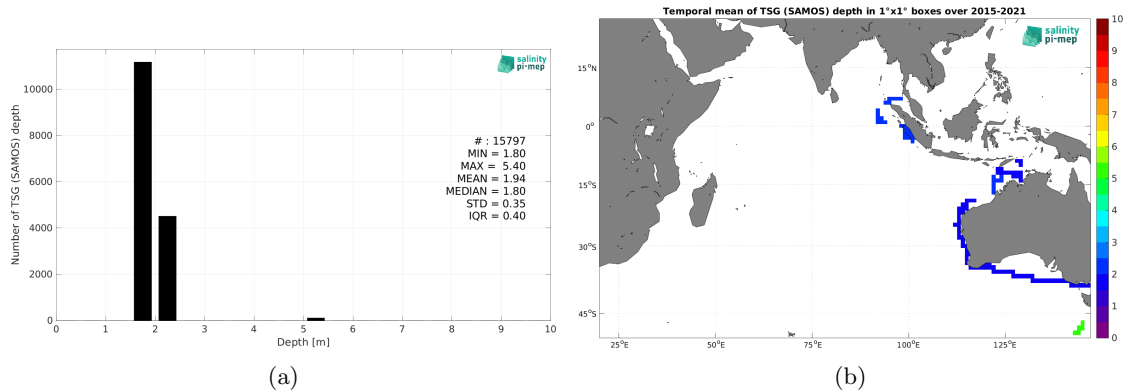 salinity
pi-mep
Number of TSG (SAMOS) depth
10000
8000
6000
4000
2000
0
# : 15797
MIN = 1.80
MAX = 5.40
MEAN = 1.94
MEDIAN = 1.80
STD = 0.35
IQR = 0.40
0 1 2 3 4 5 6 7 8 9 10
Depth [m]
(a)
Temporal mean of TSG (SAMOS) depth in 1°x1° boxes over 2015-2021
salinity
pi-mep
15°N
0°
15°S
30°S
45°S
25°E 50°E 75°E 100°E 125°E
10
9
8
7
6
5
4
3
2
1
0
(b)